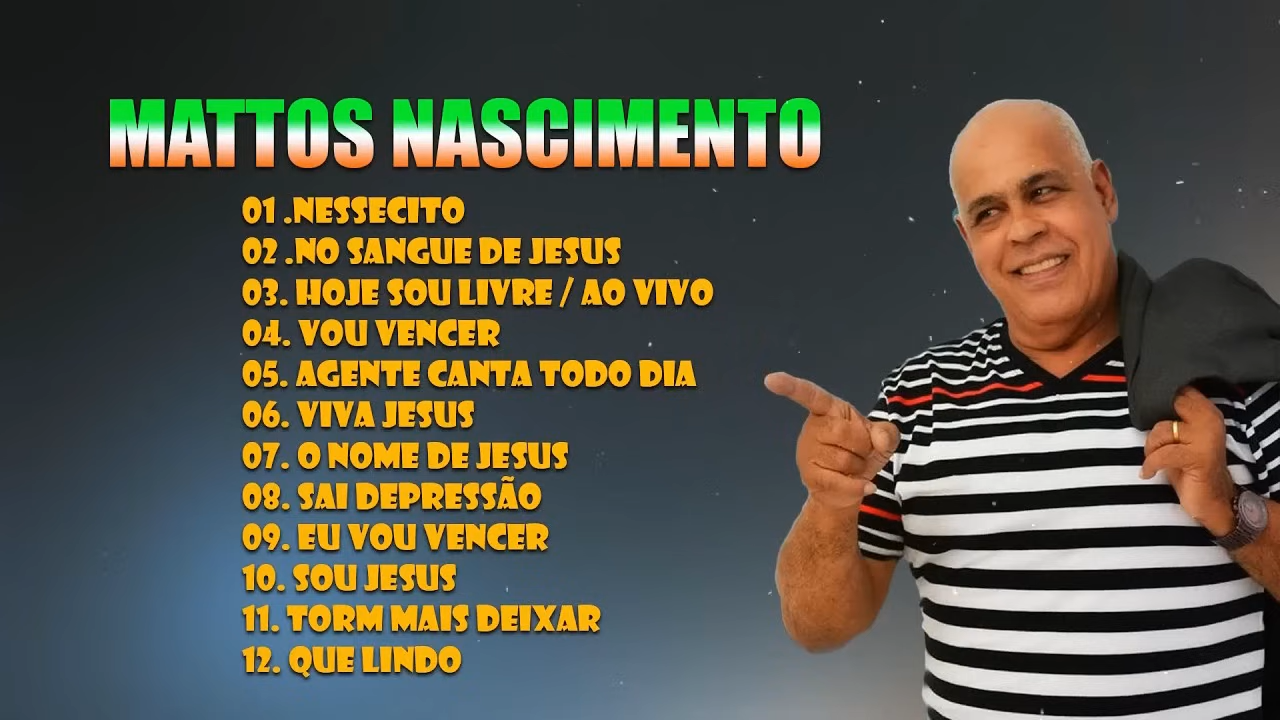 MATTOS NASCIMENTO
01 .NESSECITO
02 .NO SANGUE DE JESUS
03. HOJE SOU LIVRE / AO VIVO
04. VOU VENCER
05. AGENTE CANTA TODO DIA
06. VIVA JESUS
07. O NOME DE JESUS
08. SAI DEPRESSÃO
09. EU VOU VENCER
10. SOU JESUS
11. TORM MAIS DEIXAR
12. QUE LINDO